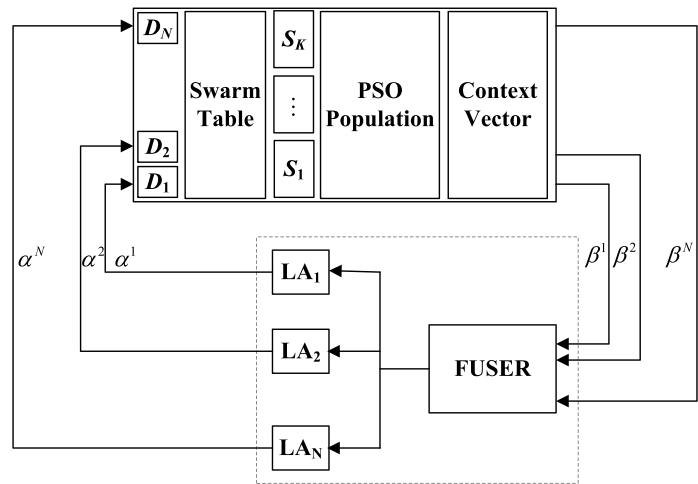 D_N
S_K
Swarm
Table
PSO
Population
Context
Vector
⋮
D_2
D_1
S_1
α^N
α^2
α^1
β^1
β^2
β^N
LA_1
LA_2
FUSER
LA_N